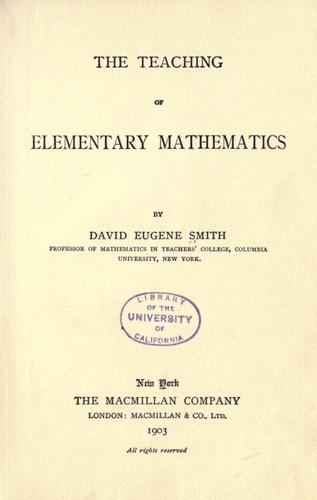 THE TEACHING
OF
ELEMENTARY MATHEMATICS
BY
DAVID EUGENE SMITH
PROFESSOR OF MATHEMATICS IN TEACHERS' COLLEGE, COLUMBIA
UNIVERSITY, NEW YORK.
LIBRARY
OF THE
UNIVERSITY
OF
CALIFORNIA
New York
THE MACMILLAN COMPANY
LONDON: MACMILLAN & CO., LTD.
1903
All rights reserved